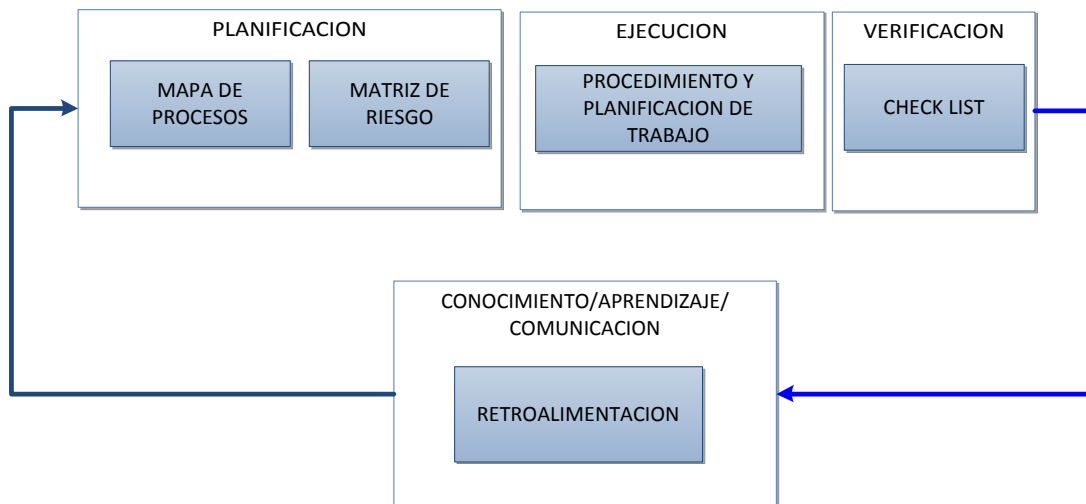 PLANIFICACION
MAPA DE
PROCESOS
MATRIZ DE
RIESGO
EJECUCION
PROCEDIMIENTO Y
PLANIFICACION DE
TRABAJO
VERIFICACION
CHECK LIST
CONOCIMIENTO/APRENDIZAJE/
COMUNICACION
RETROALIMENTACION